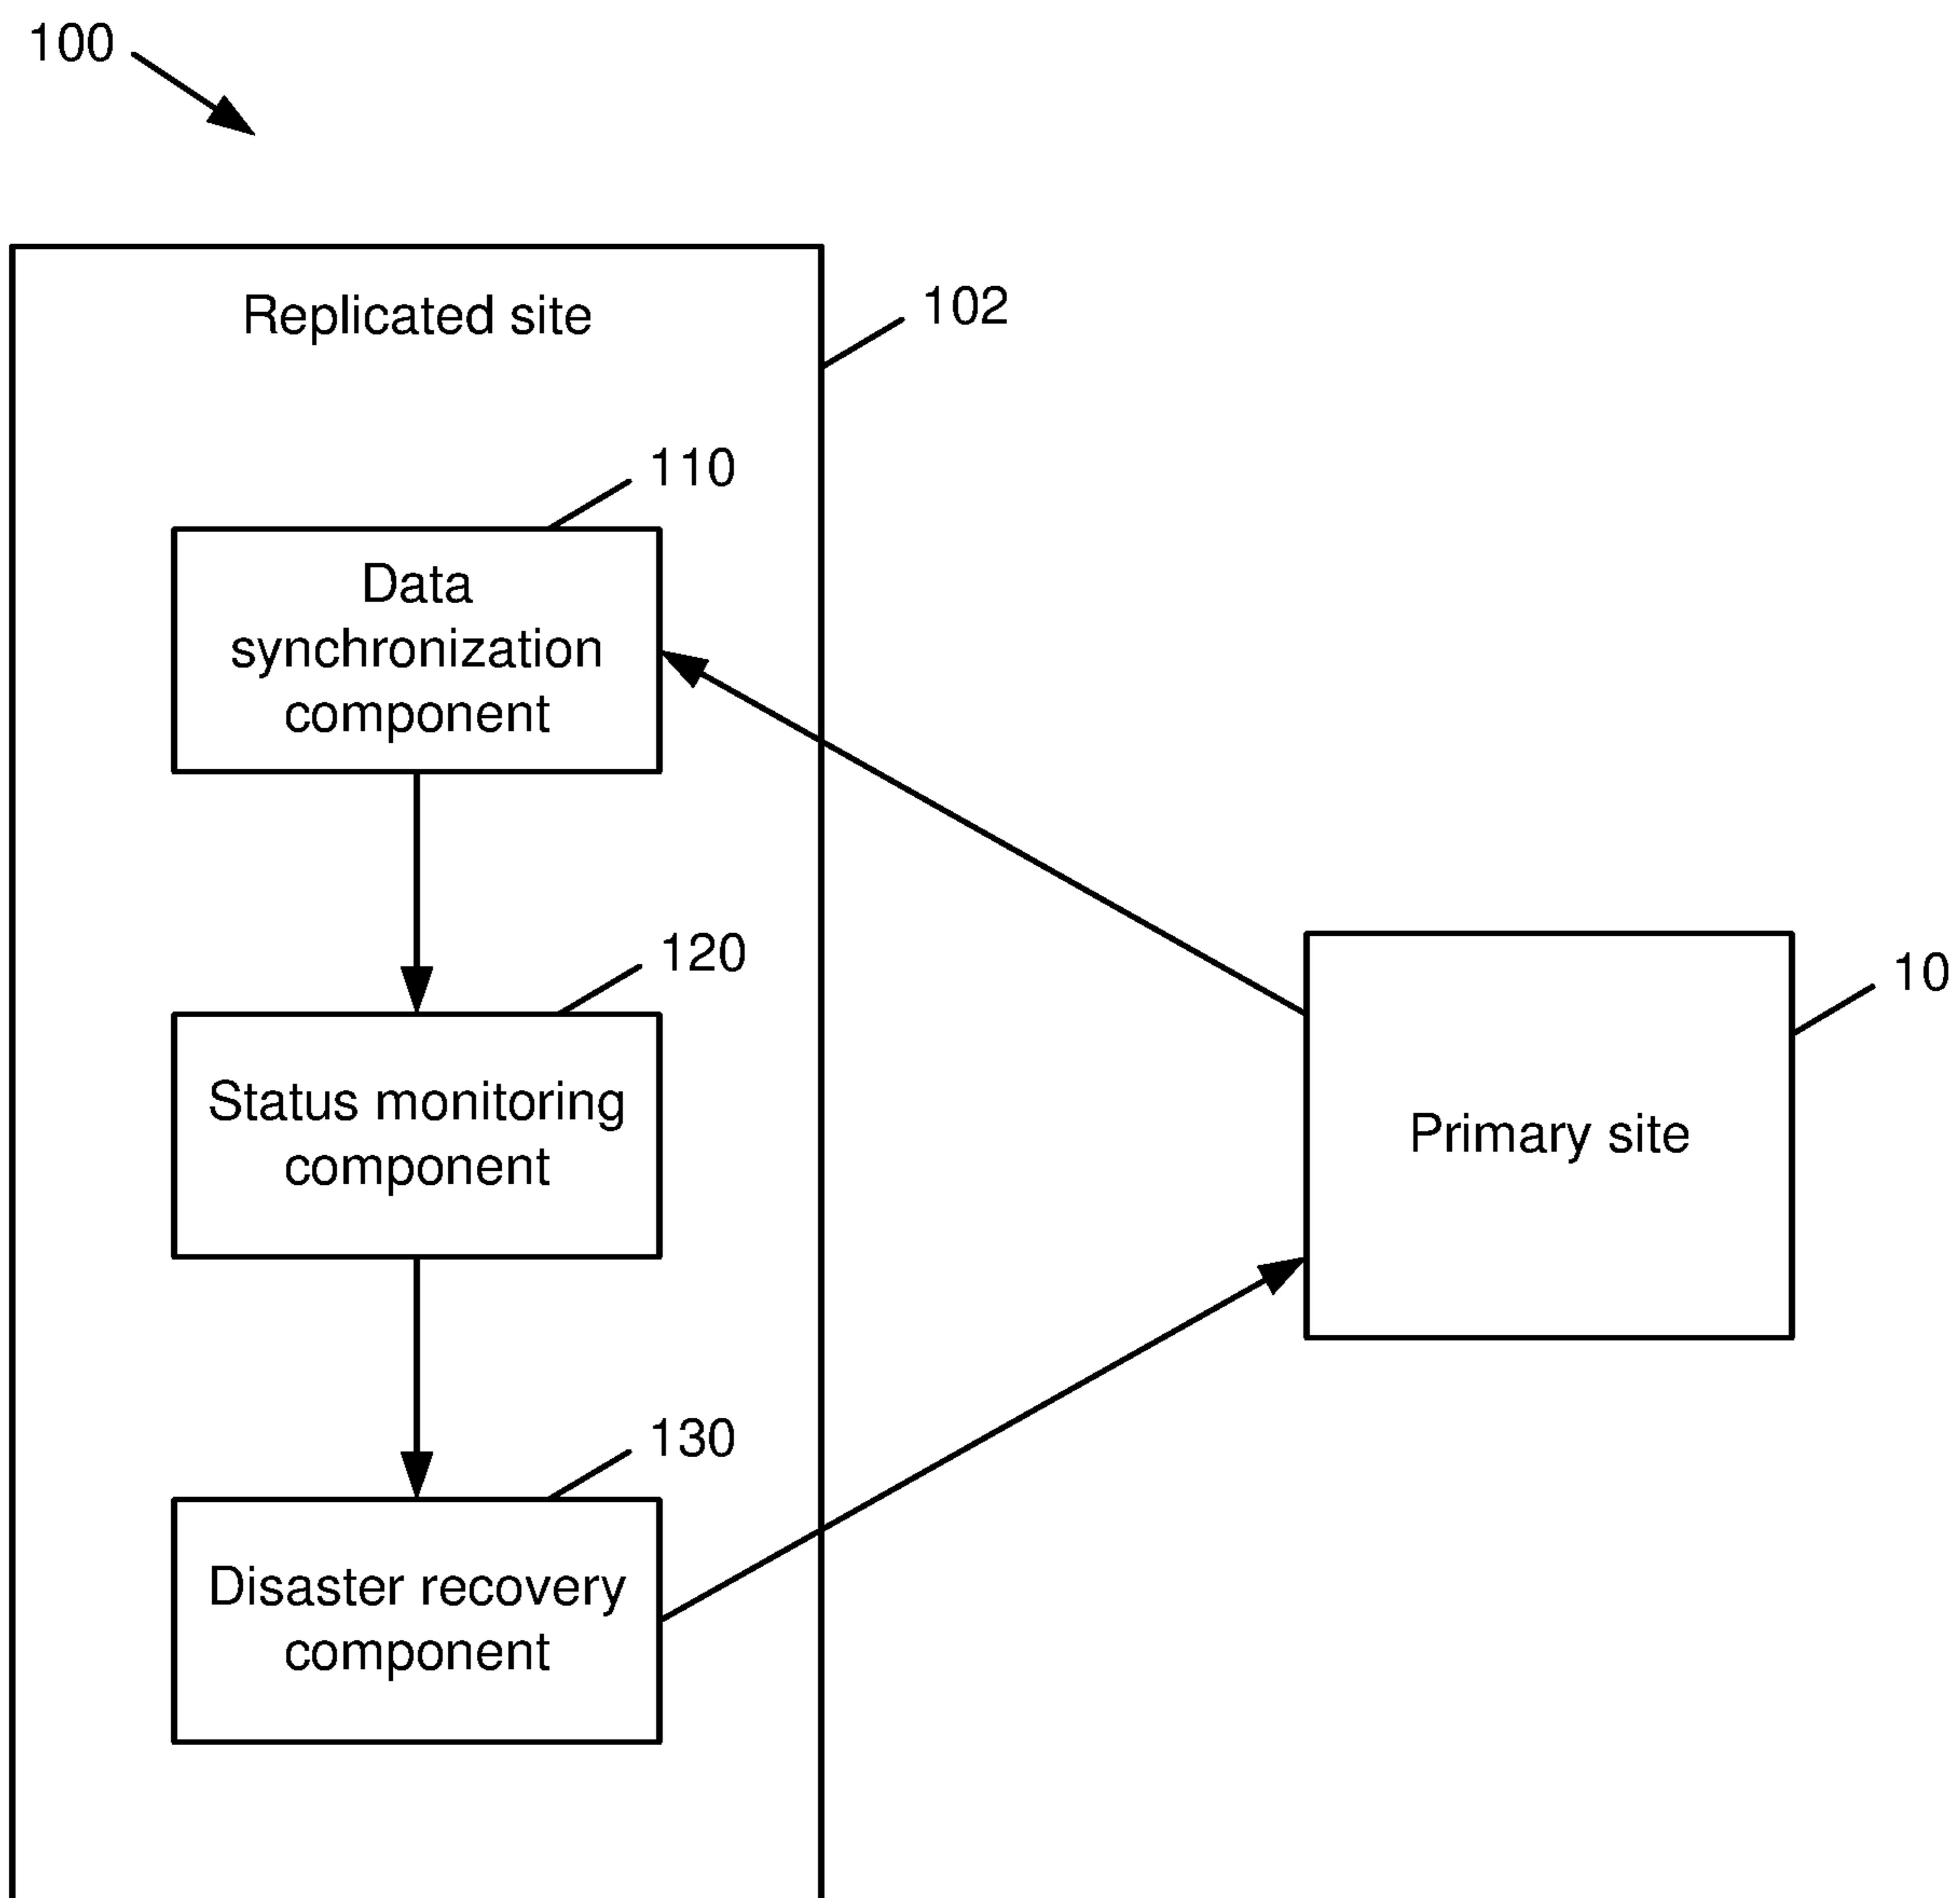 100
Replicated site
102
110
Data
synchronization
component
120
10
Status monitoring
component
Primary site
130
Disaster recovery
component